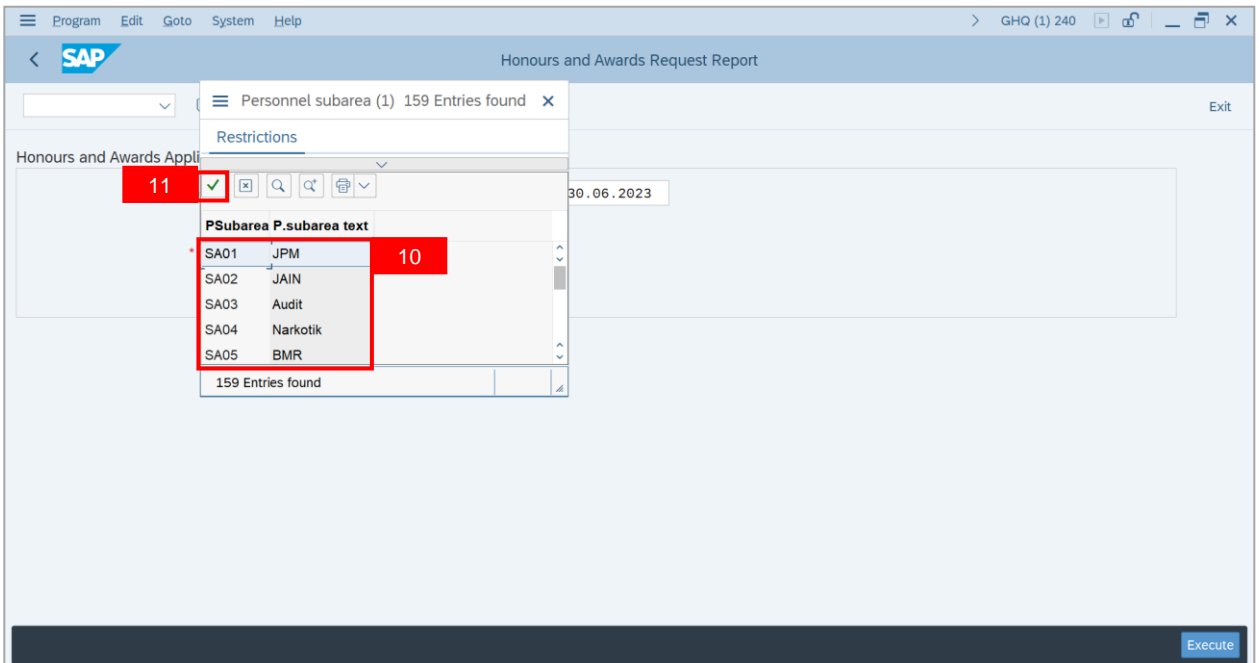 Program Edit Goto System Help GHQ (1) 240
SAP Honours and Awards Request Report
Personnel subarea (1) 159 Entries found
Exit
Restrictions
Honours and Awards Appli
11
30.06.2023
PSubarea P.subarea text
* SA01 JPM
10
SA02 JAIN
SA03 Audit
SA04 Narkotik
SA05 BMR
159 Entries found
Execute